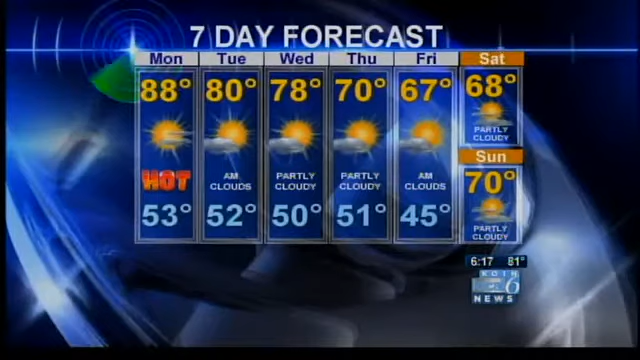 7 DAY FORECAST
Mon Tue Wed Thu Fri Sat
88° 80° 78° 70° 67° 68°
PARTLY
CLOUDY
HOT AM
CLOUDS PARTLY
CLOUDY PARTLY
CLOUDY AM
CLOUDS
53° 52° 50° 51° 45°
Sun
70°
PARTLY
CLOUDY
6:17 81°
KOIN
6
NEWS